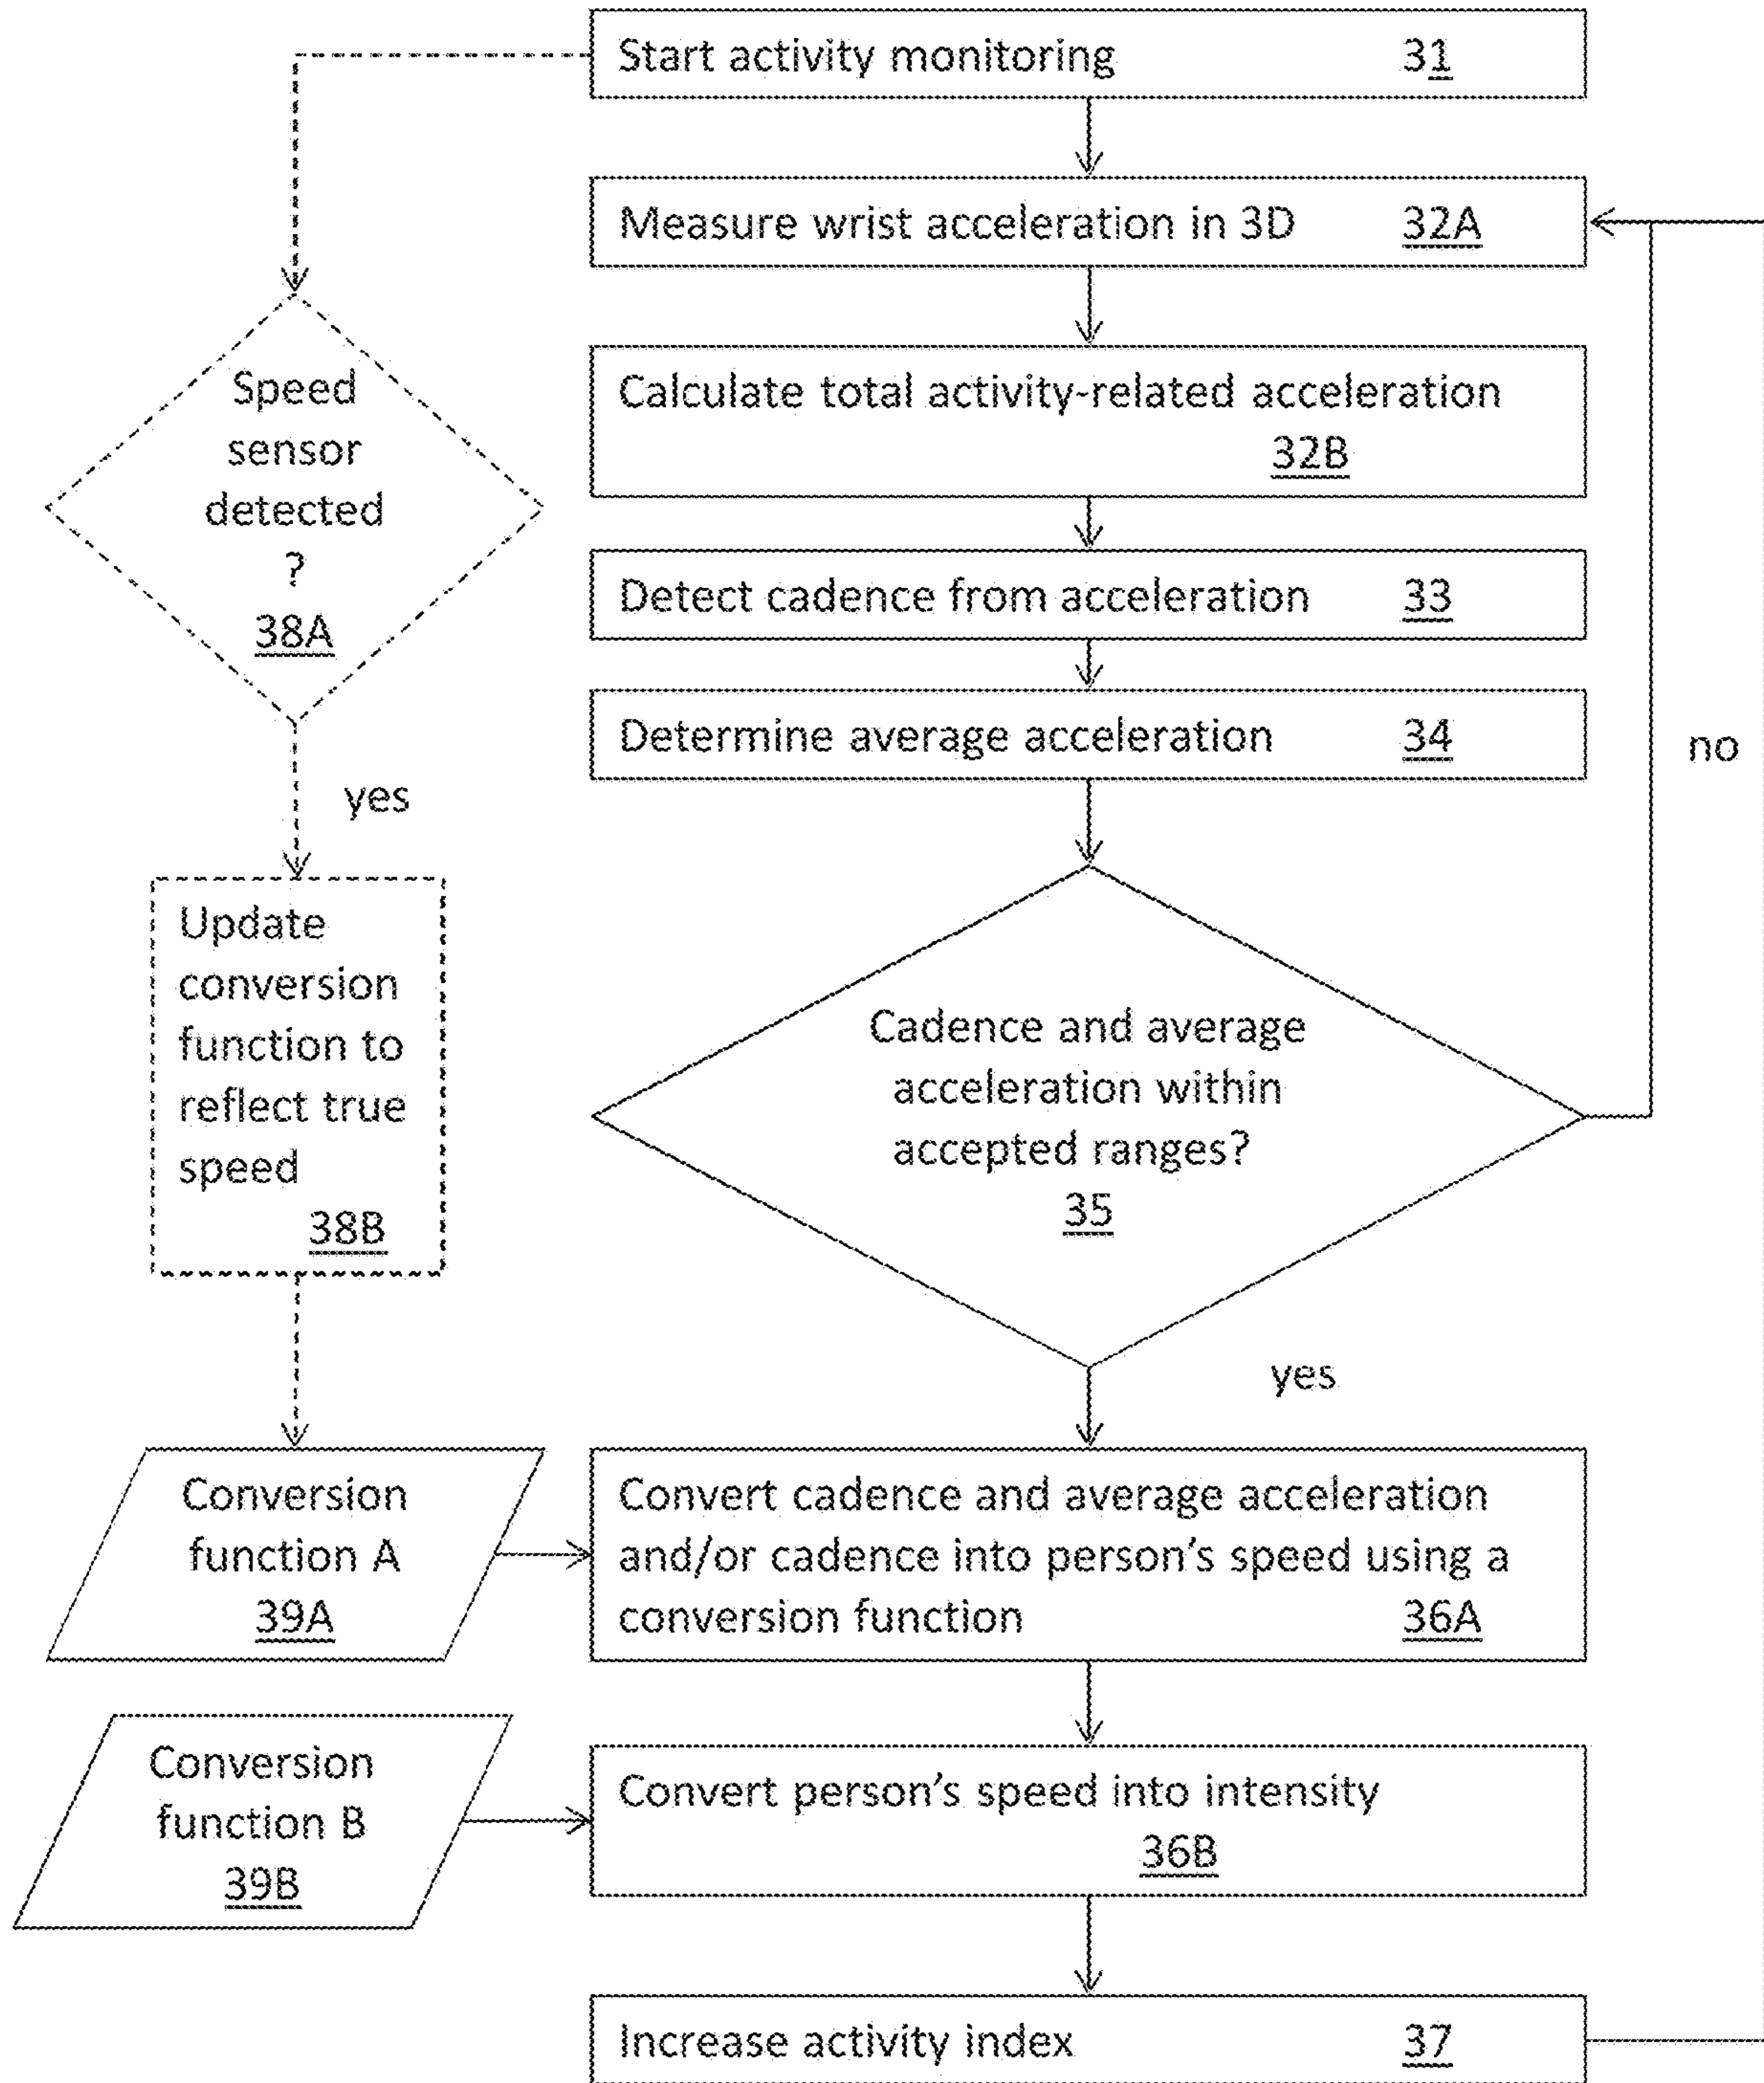 Start activity monitoring 31
Measure wrist acceleration in 3D 32A
Calculate total activity-related acceleration
32B
Detect cadence from acceleration 33
Determine average acceleration 34
no
Cadence and average
acceleration within
accepted ranges?
35
yes
Speed
sensor
detected
?
38A
yes
Update
conversion
function to
reflect true
speed
38B
Conversion
function A
39A
Convert cadence and average acceleration
and/or cadence into person's speed using a
conversion function 36A
Conversion
function B
39B
Convert person's speed into intensity
36B
Increase activity index 37